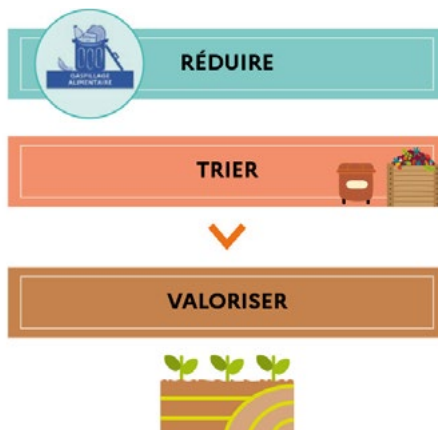 RÉDUIRE
GASPILLAGE
ALIMENTAIRE
TRIER
VALORISER